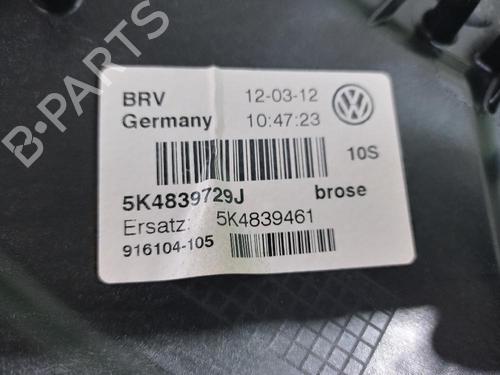 BRV 12-03-12
Germany 10:47:23
10S
5K4839729J brose
Ersatz: 5K4839461
916104-105
B-PARTS